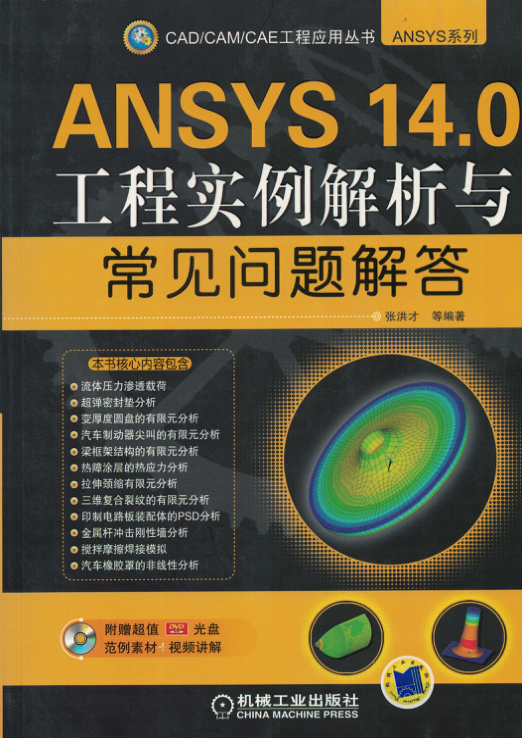 CAD/CAM/CAE工程应用丛书
ANSYS系列
ANSYS 14.0
工程实例解析与
常见问题解答
张洪才 等编著
本书核心内容包含
流体压力渗透载荷
超弹密封垫分析
变厚度圆盘的有限元分析
汽车制动器尖叫的有限元分析
梁框架结构的有限元分析
热障涂层的热应力分析
拉伸颈缩有限元分析
三维复合裂纹的有限元分析
印制电路板装配体的PSD分析
金属杆冲击刚性墙分析
搅拌摩擦焊接模拟
汽车橡胶罩的非线性分析
附赠超值 DVD 光盘
范例素材+视频讲解
机械工业出版社
CHINA MACHINE PRESS